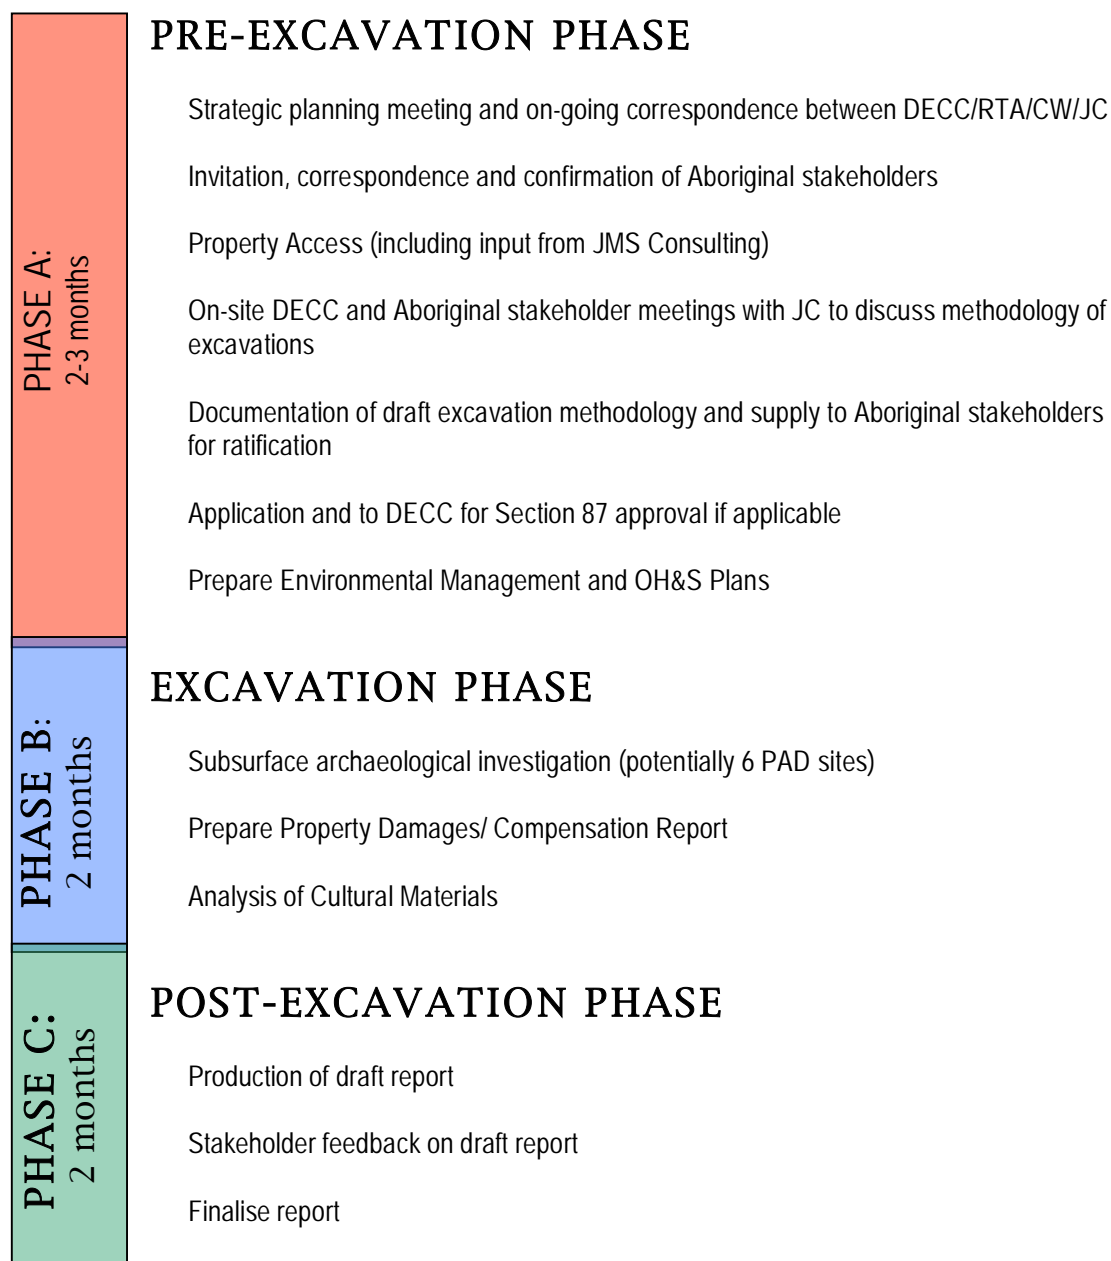 PRE-EXCAVATION PHASE
Strategic planning meeting and on-going correspondence between DECC/RTA/CW/JC
Invitation, correspondence and confirmation of Aboriginal stakeholders
Property Access (including input from JMS Consulting)
On-site DECC and Aboriginal stakeholder meetings with JC to discuss methodology of
excavations
Documentation of draft excavation methodology and supply to Aboriginal stakeholders
for ratification
Application and to DECC for Section 87 approval if applicable
Prepare Environmental Management and OH&S Plans
PHASE A:
2-3 months
EXCAVATION PHASE
Subsurface archaeological investigation (potentially 6 PAD sites)
Prepare Property Damages/ Compensation Report
Analysis of Cultural Materials
PHASE B:
2 months
POST-EXCAVATION PHASE
Production of draft report
Stakeholder feedback on draft report
Finalise report
PHASE C:
2 months